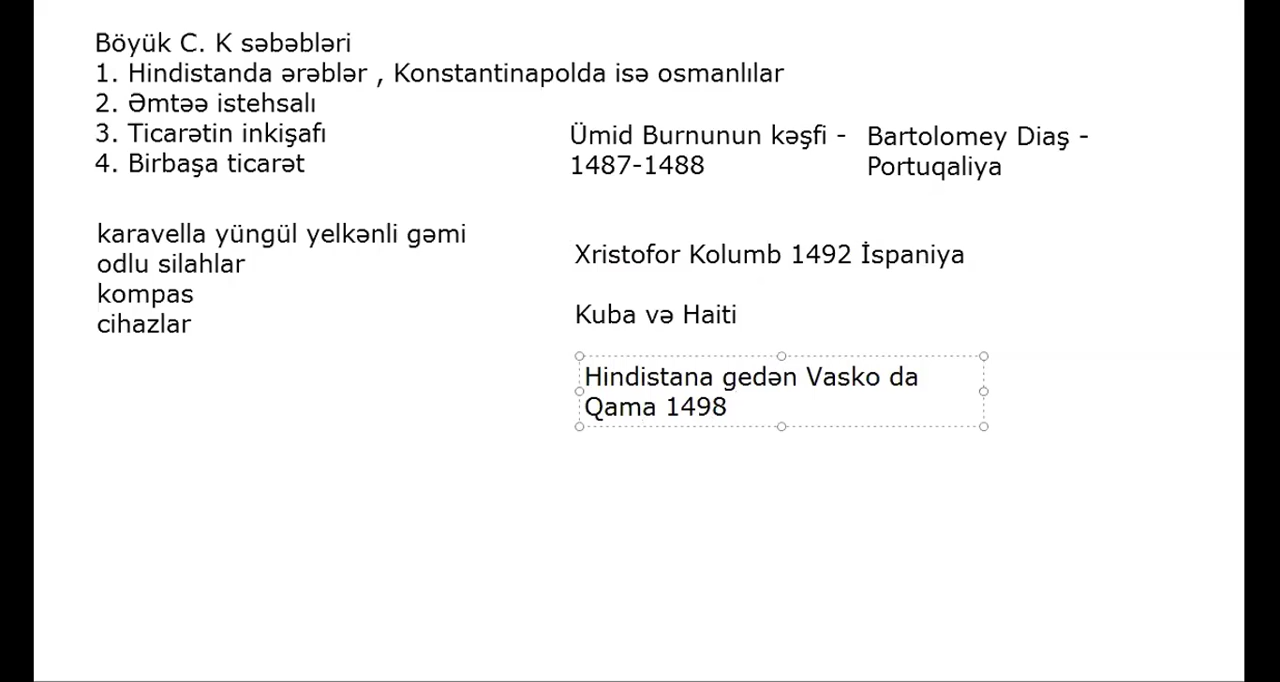 Böyük C. K səbəbləri
1. Hindistanda ərəblər , Konstantinapolda isə osmanlılar
2. Əmtəə istehsalı
3. Ticarətin inkişafı
4. Birbaşa ticarət
karavella yüngül yelkənli gəmi
odlu silahlar
kompas
cihazlar
Ümid Burnunun kəşfi -
1487-1488
Bartolomey Diaş -
Portuqaliya
Xristofor Kolumb 1492 İspaniya
Kuba və Haiti
Hindistana gedən Vasko da
Qama 1498